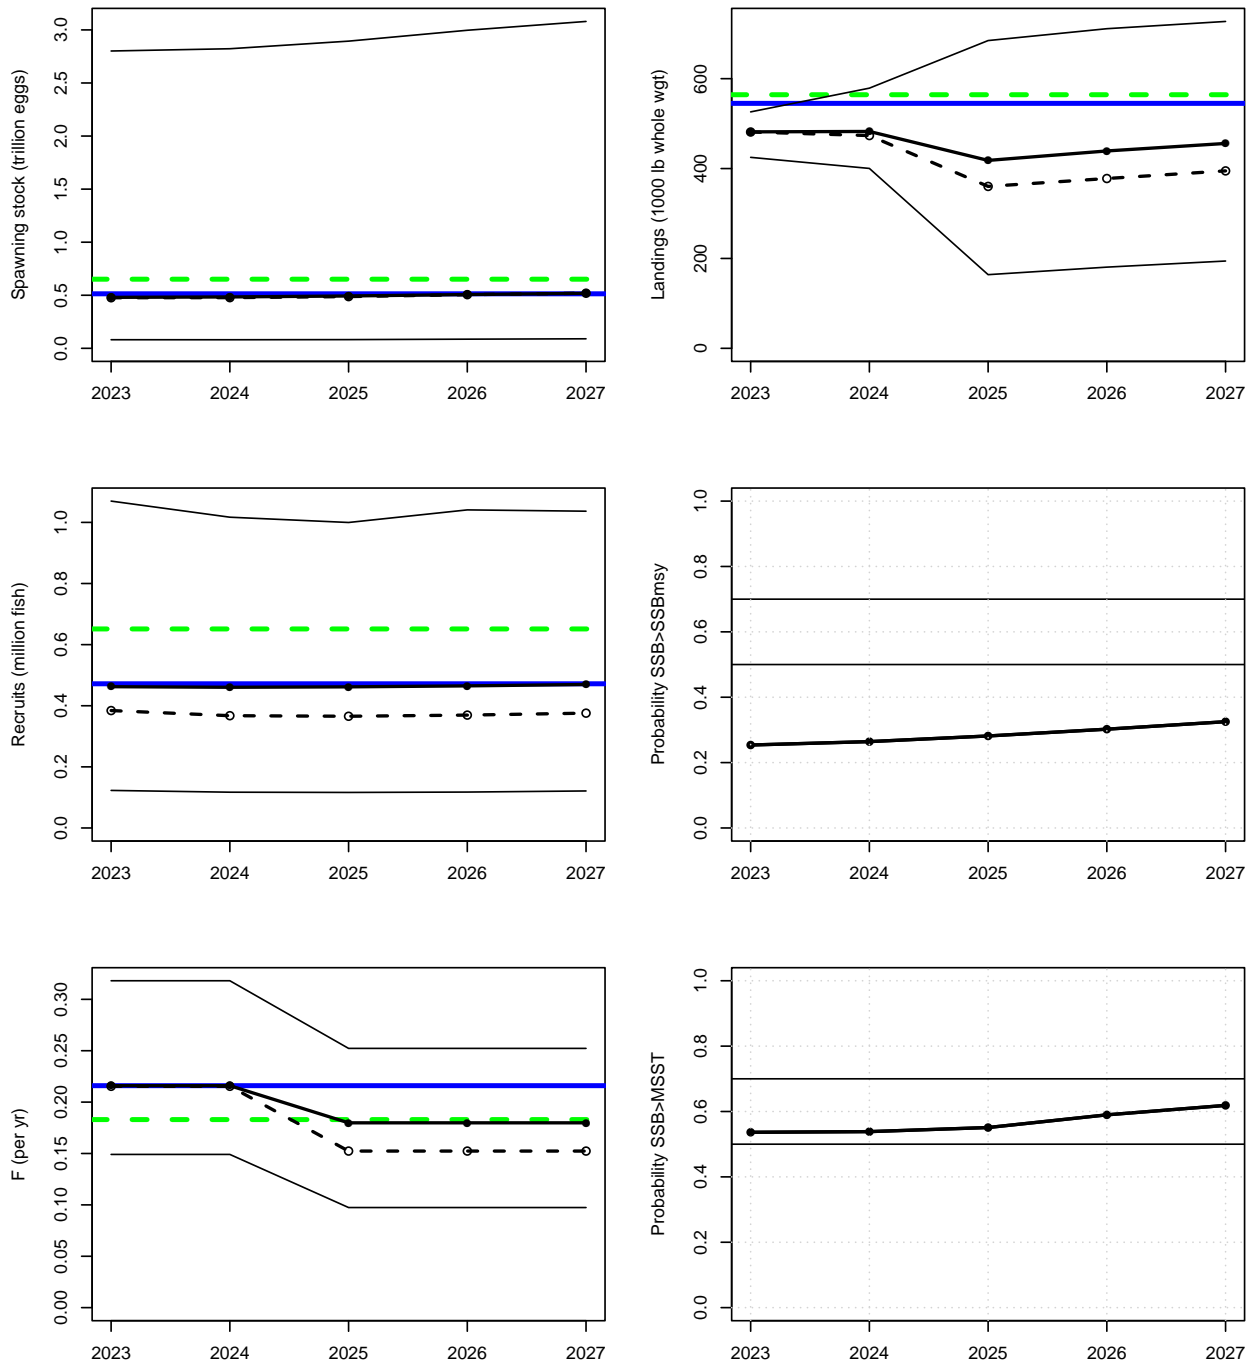 Spawning stock (trillion eggs)
0.0 0.5 1.0 1.5 2.0 2.5 3.0
2023 2024 2025 2026 2027
Landings (1000 lb whole wgt)
0 200 400 600
2023 2024 2025 2026 2027
Recruits (million fish)
0.0 0.2 0.4 0.6 0.8 1.0
2023 2024 2025 2026 2027
Probability SSB>SSBmsy
0.0 0.2 0.4 0.6 0.8 1.0
2023 2024 2025 2026 2027
F (per yr)
0.00 0.05 0.10 0.15 0.20 0.25 0.30
2023 2024 2025 2026 2027
Probability SSB>MSST
0.0 0.2 0.4 0.6 0.8 1.0
2023 2024 2025 2026 2027